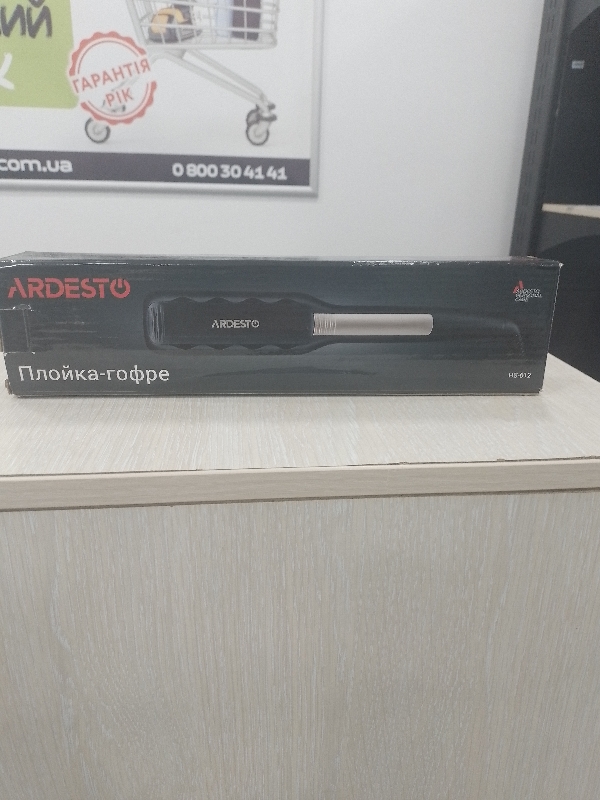 ИЙ
ГАРАНТІЯ
РІК
com.ua
0 800 30 41 41
ARDESTO
ARDESTO
Плойка-гофре